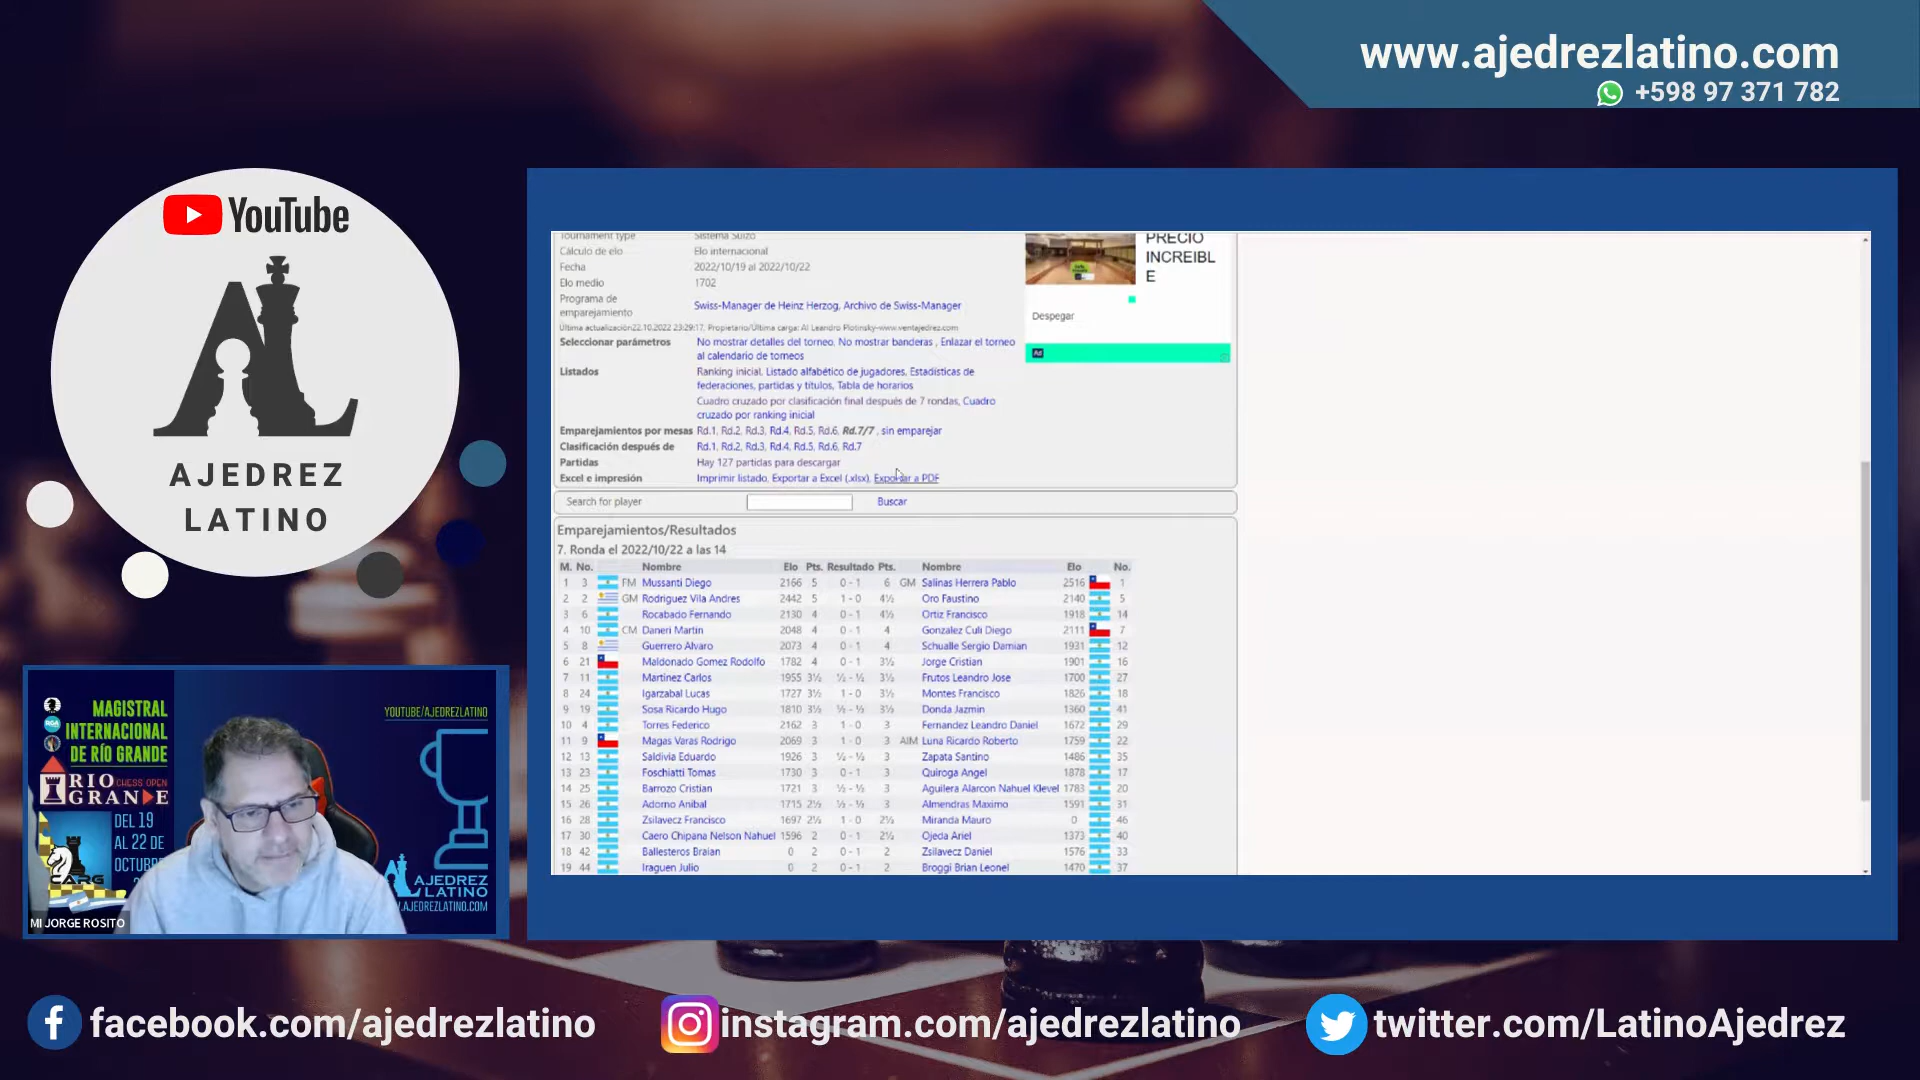 www.ajedrezlatino.com
+598 97 371 782
YouTube
AJEDREZ
LATINO
Tournament type Sistema Suizo
Cálculo de elo Elo internacional
Fecha 2022/10/19 al 2022/10/22
Elo medio 1702
Programa de
emparejamiento Swiss-Manager de Heinz Herzog, Archivo de Swiss-Manager
Última actualización22.10.2022 23:29:17, Propietario/Última carga: AI Leandro Plotinsky-www.ventajedrez.com
Seleccionar parámetros No mostrar detalles del torneo, No mostrar banderas , Enlazar el torneo
al calendario de torneos
Listados Ranking inicial, Listado alfabético de jugadores, Estadísticas de
federaciones, partidas y títulos, Tabla de horarios
Cuadro cruzado por clasificación final después de 7 rondas, Cuadro
cruzado por ranking inicial
Emparejamientos por mesas Rd.1, Rd.2, Rd.3, Rd.4, Rd.5, Rd.6, Rd.7/7 , sin emparejar
Clasificación después de Rd.1, Rd.2, Rd.3, Rd.4, Rd.5, Rd.6, Rd.7
Partidas Hay 127 partidas para descargar
Excel e impresión Imprimir listado, Exportar a Excel (.xlsx), Exportar a PDF
PRECIO
INCREIBL
E
Despegar
Ad
Search for player Buscar
Emparejamientos/Resultados
7. Ronda el 2022/10/22 a las 14
M. No. Nombre Elo Pts. Resultado Pts. Nombre Elo No.
1 3 FM Mussanti Diego 2166 5 0 - 1 6 GM Salinas Herrera Pablo 2516 1
2 2 GM Rodriguez Vila Andres 2442 5 1 - 0 4½ Oro Faustino 2140 5
3 6 Rocabado Fernando 2130 4 0 - 1 4½ Ortiz Francisco 1918 14
4 10 CM Daneri Martin 2048 4 0 - 1 4 Gonzalez Culi Diego 2111 7
5 8 Guerrero Alvaro 2073 4 0 - 1 4 Schualle Sergio Damian 1931 12
6 21 Maldonado Gomez Rodolfo 1782 4 0 - 1 3½ Jorge Cristian 1901 16
7 11 Martinez Carlos 1955 3½ ½ - ½ 3½ Frutos Leandro Jose 1700 27
8 24 Igarzabal Lucas 1727 3½ 1 - 0 3½ Montes Francisco 1826 18
9 19 Sosa Ricardo Hugo 1810 3½ ½ - ½ 3½ Donda Jazmin 1360 41
10 4 Torres Federico 2162 3 1 - 0 3 Fernandez Leandro Daniel 1672 29
11 9 Magas Varas Rodrigo 2069 3 1 - 0 3 AIM Luna Ricardo Roberto 1759 22
12 13 Saldivia Eduardo 1926 3 ½ - ½ 3 Zapata Santino 1486 35
13 23 Foschiatti Tomas 1730 3 0 - 1 3 Quiroga Angel 1878 17
14 25 Barrozo Cristian 1721 3 ½ - ½ 3 Aguilera Alarcon Nahuel Klevel 1783 20
15 26 Adorno Anibal 1715 2½ ½ - ½ 3 Almendras Maximo 1591 31
16 28 Zsilavecz Francisco 1697 2½ 1 - 0 2½ Miranda Mauro 0 46
17 30 Caero Chipana Nelson Nahuel 1596 2 0 - 1 2½ Ojeda Ariel 1373 40
18 42 Ballesteros Braian 0 2 0 - 1 2 Zsilavecz Daniel 1576 33
19 44 Iraguen Julio 0 2 0 - 1 2 Broggi Brian Leonel 1470 37
MAGISTRAL
INTERNACIONAL
DE RÍO GRANDE
RIO CHESS OPEN
GRANDE
DEL 19
AL 22 DE
CARG
YOUTUBE/AJEDREZLATINO
AJEDREZ
LATINO
.AJEDREZLATINO.COM
MI JORGE ROSITO
facebook.com/ajedrezlatino
instagram.com/ajedrezlatino
twitter.com/LatinoAjedrez